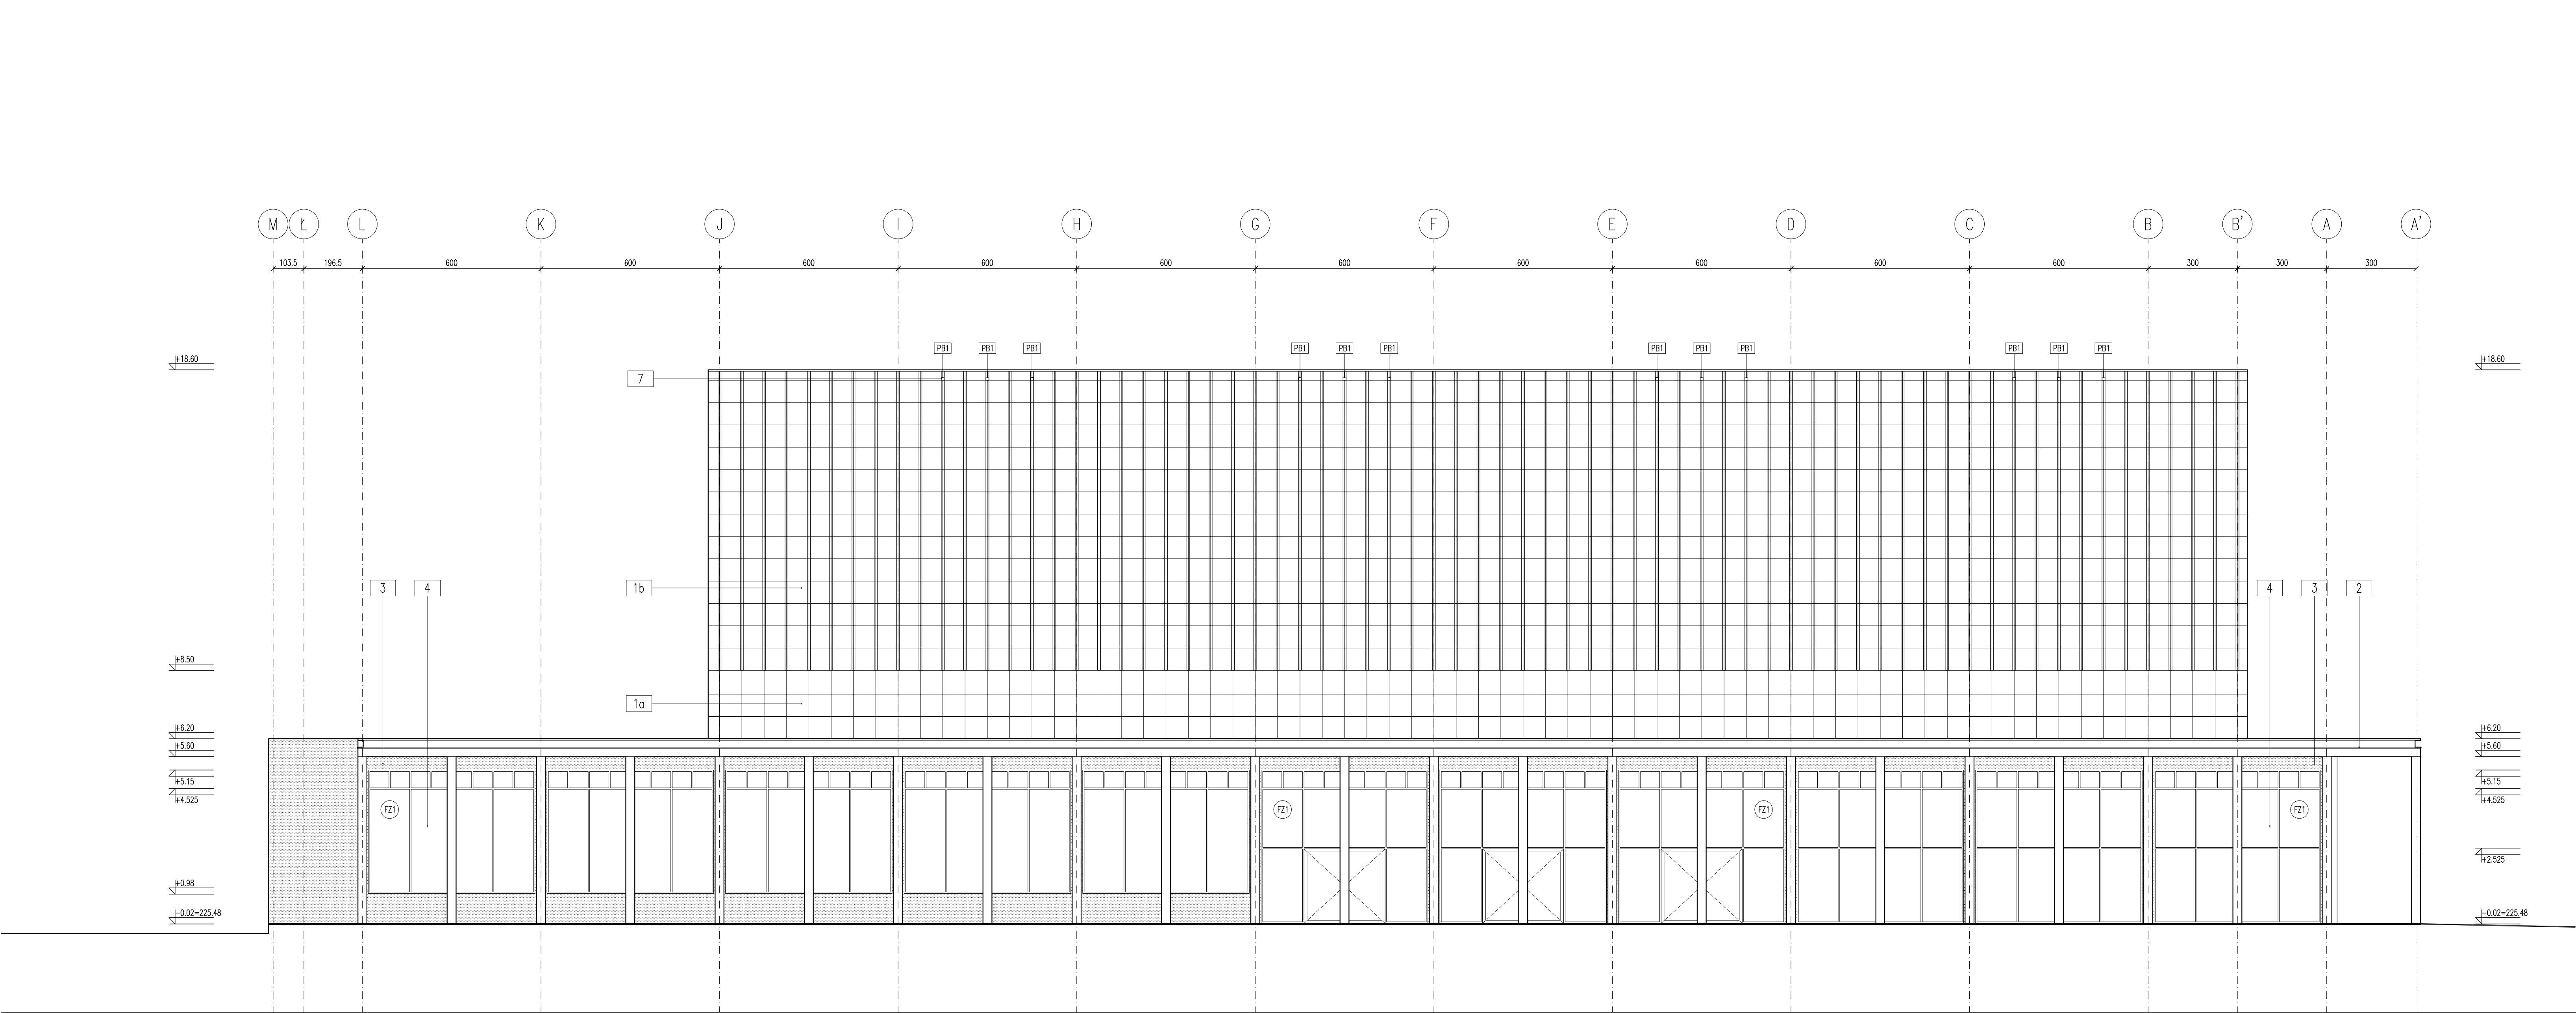 M Ł L K J I H G F E D C B B' A A'
103.5 196.5 600 600 600 600 600 600 600 600 600 600 300 300 300
PB1 PB1 PB1 PB1 PB1 PB1 PB1 PB1 PB1 PB1 PB1 PB1
+18.60 +18.60
7
3 4 1b 4 3 2
+8.50
1a
+6.20 +6.20
+5.60 +5.60
+5.15 +5.15
+4.525 +4.525
FZ1 FZ1 FZ1 FZ1
+2.525
+0.98
-0.02=225.48 -0.02=225.48